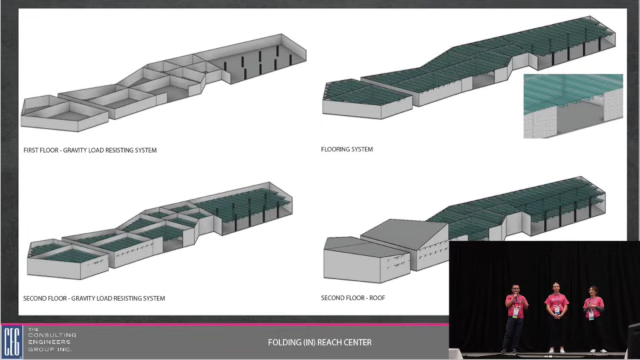 FIRST FLOOR - GRAVITY LOAD RESISTING SYSTEM
FLOORING SYSTEM
SECOND FLOOR - GRAVITY LOAD RESISTING SYSTEM
SECOND FLOOR - ROOF
CEG
THE
CONSULTING
ENGINEERS
GROUP INC.
FOLDING (IN) REACH CENTER